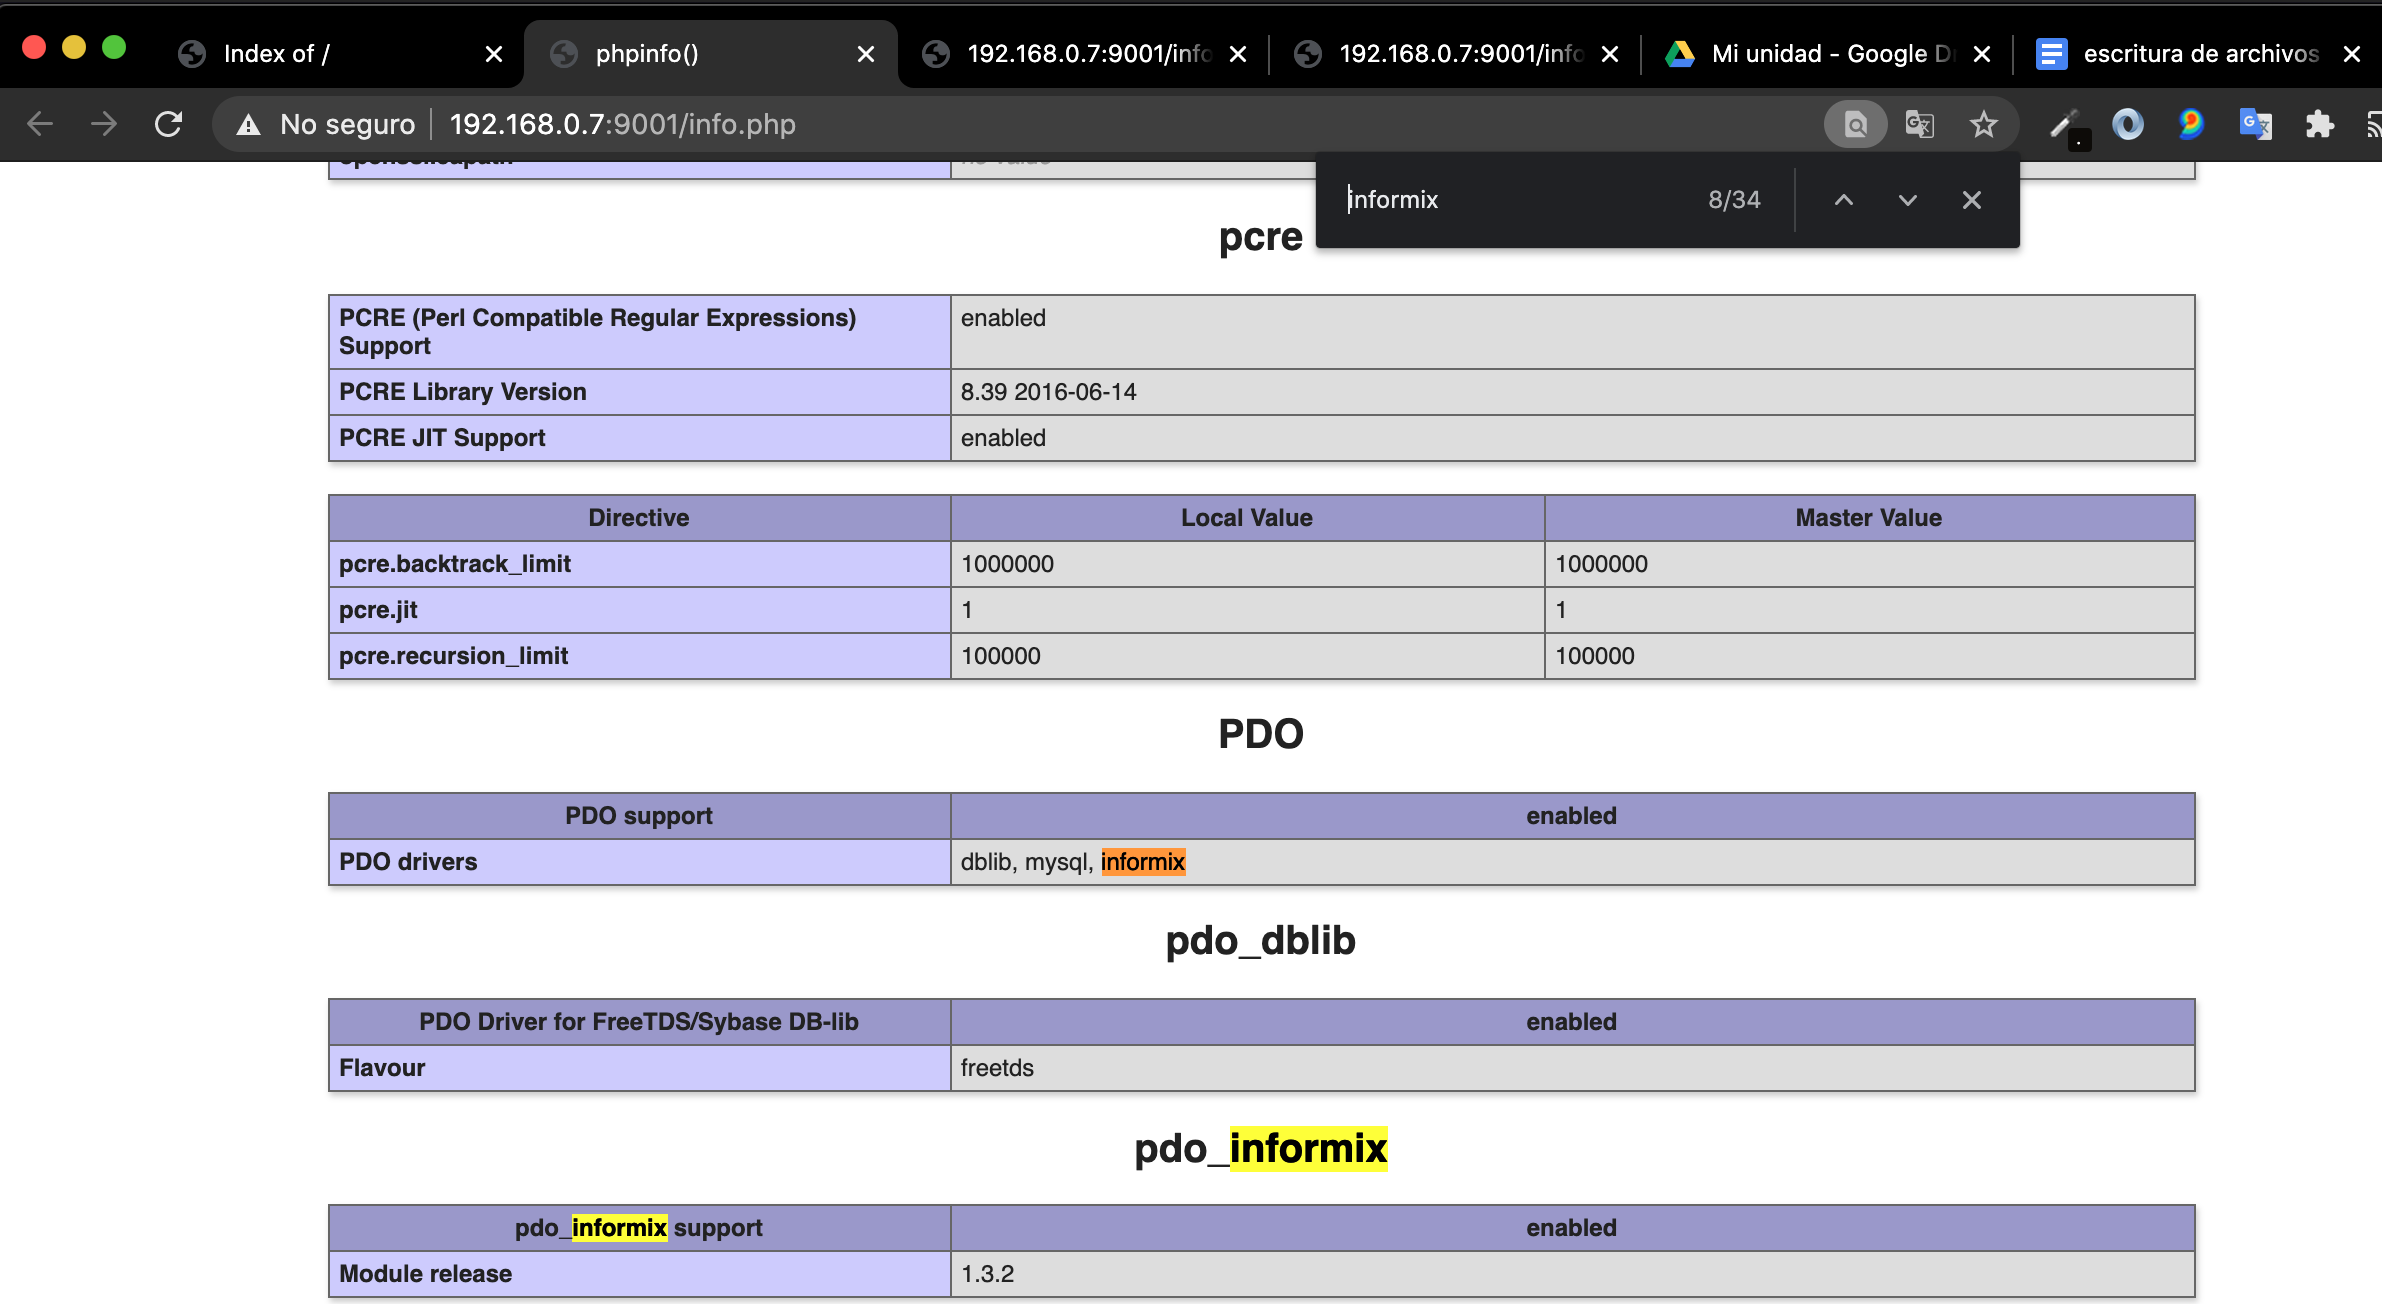 Index of /
phpinfo()
192.168.0.7:9001/info
192.168.0.7:9001/info
Mi unidad - Google Dr
escritura de archivos
No seguro
192.168.0.7:9001/info.php
informix
8/34
pcre
PCRE (Perl Compatible Regular Expressions)
Support
enabled
PCRE Library Version
8.39 2016-06-14
PCRE JIT Support
enabled
Directive
Local Value
Master Value
pcre.backtrack_limit
1000000
1000000
pcre.jit
1
1
pcre.recursion_limit
100000
100000
PDO
PDO support
enabled
PDO drivers
dblib, mysql, informix
pdo_dblib
PDO Driver for FreeTDS/Sybase DB-lib
enabled
Flavour
freetds
pdo_informix
pdo_informix support
enabled
Module release
1.3.2